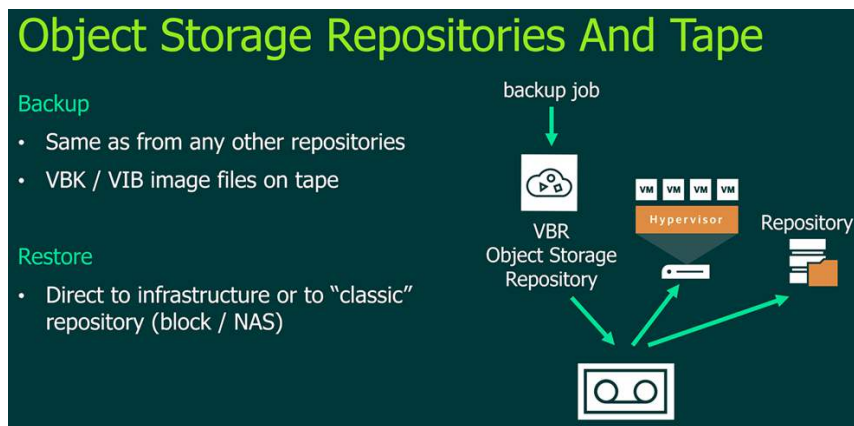 Object Storage Repositories And Tape
Backup
• Same as from any other repositories
• VBK / VIB image files on tape
Restore
• Direct to infrastructure or to “classic”
repository (block / NAS)
backup job
VBR
Object Storage
Repository
VM VM VM VM
Hypervisor
Repository